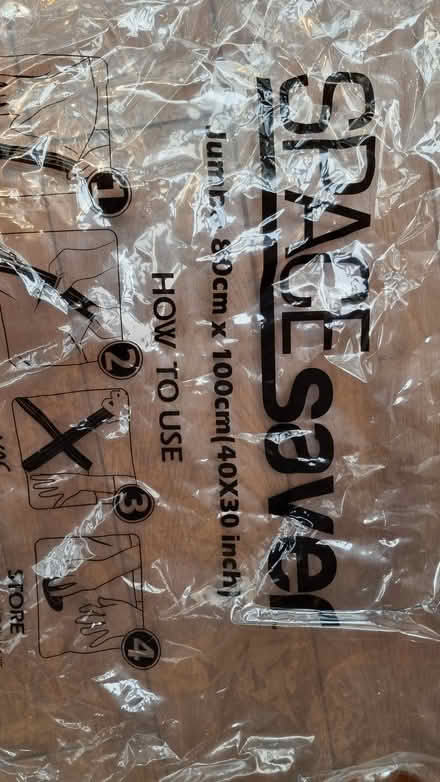 SPACE Saver
Jumbo 80cm x 100cm(40X30 inch)
HOW TO USE
1
2
3
4
STORE